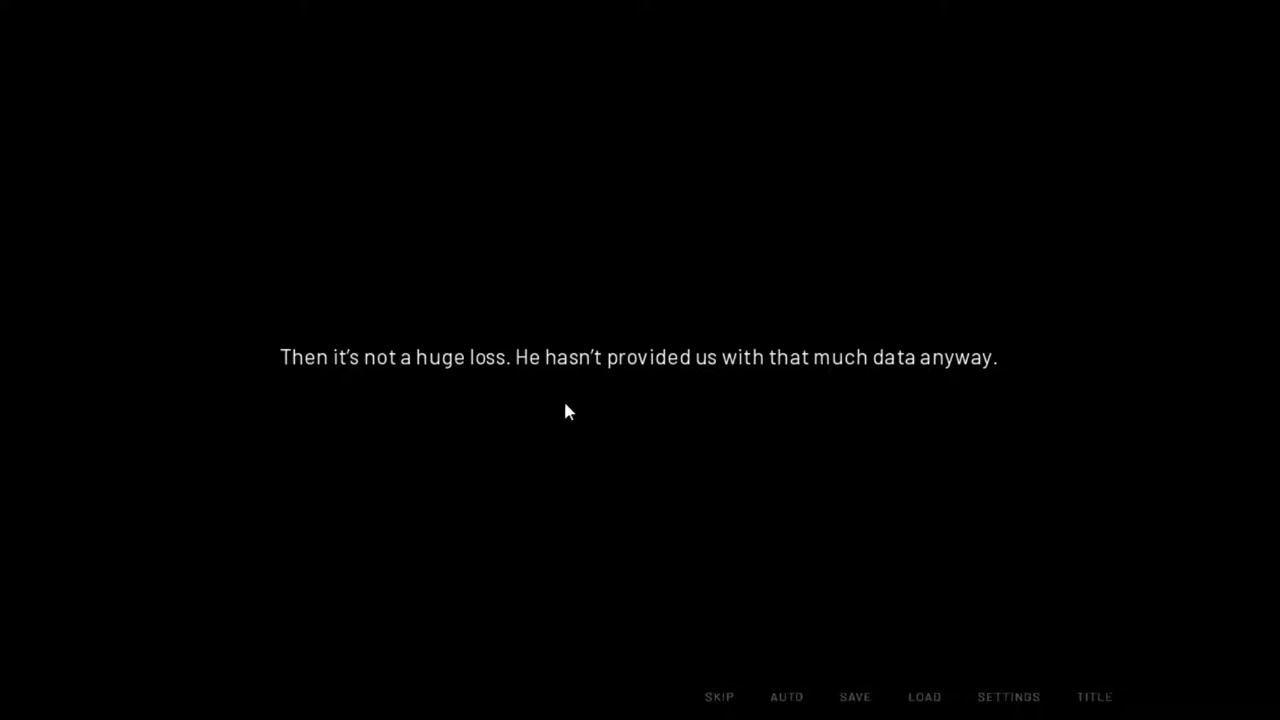 Then it’s not a huge loss. He hasn’t provided us with that much data anyway.
SKIP AUTO SAVE LOAD SETTINGS TITLE